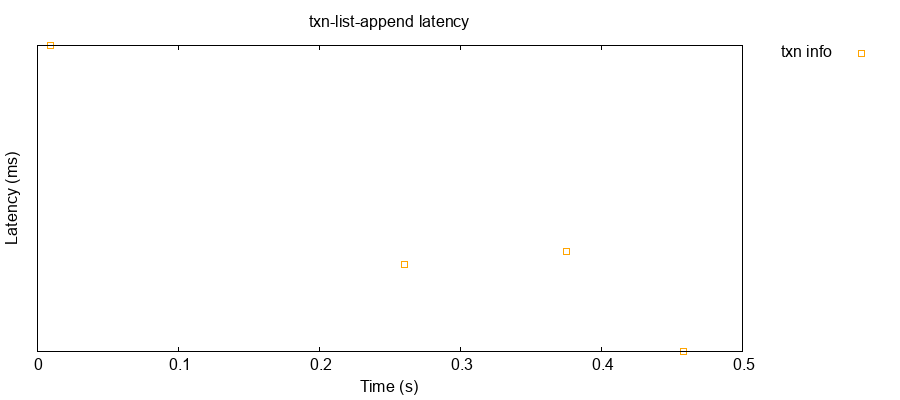 txn-list-append latency
txn info
Latency (ms)
0 0.1 0.2 0.3 0.4 0.5
Time (s)